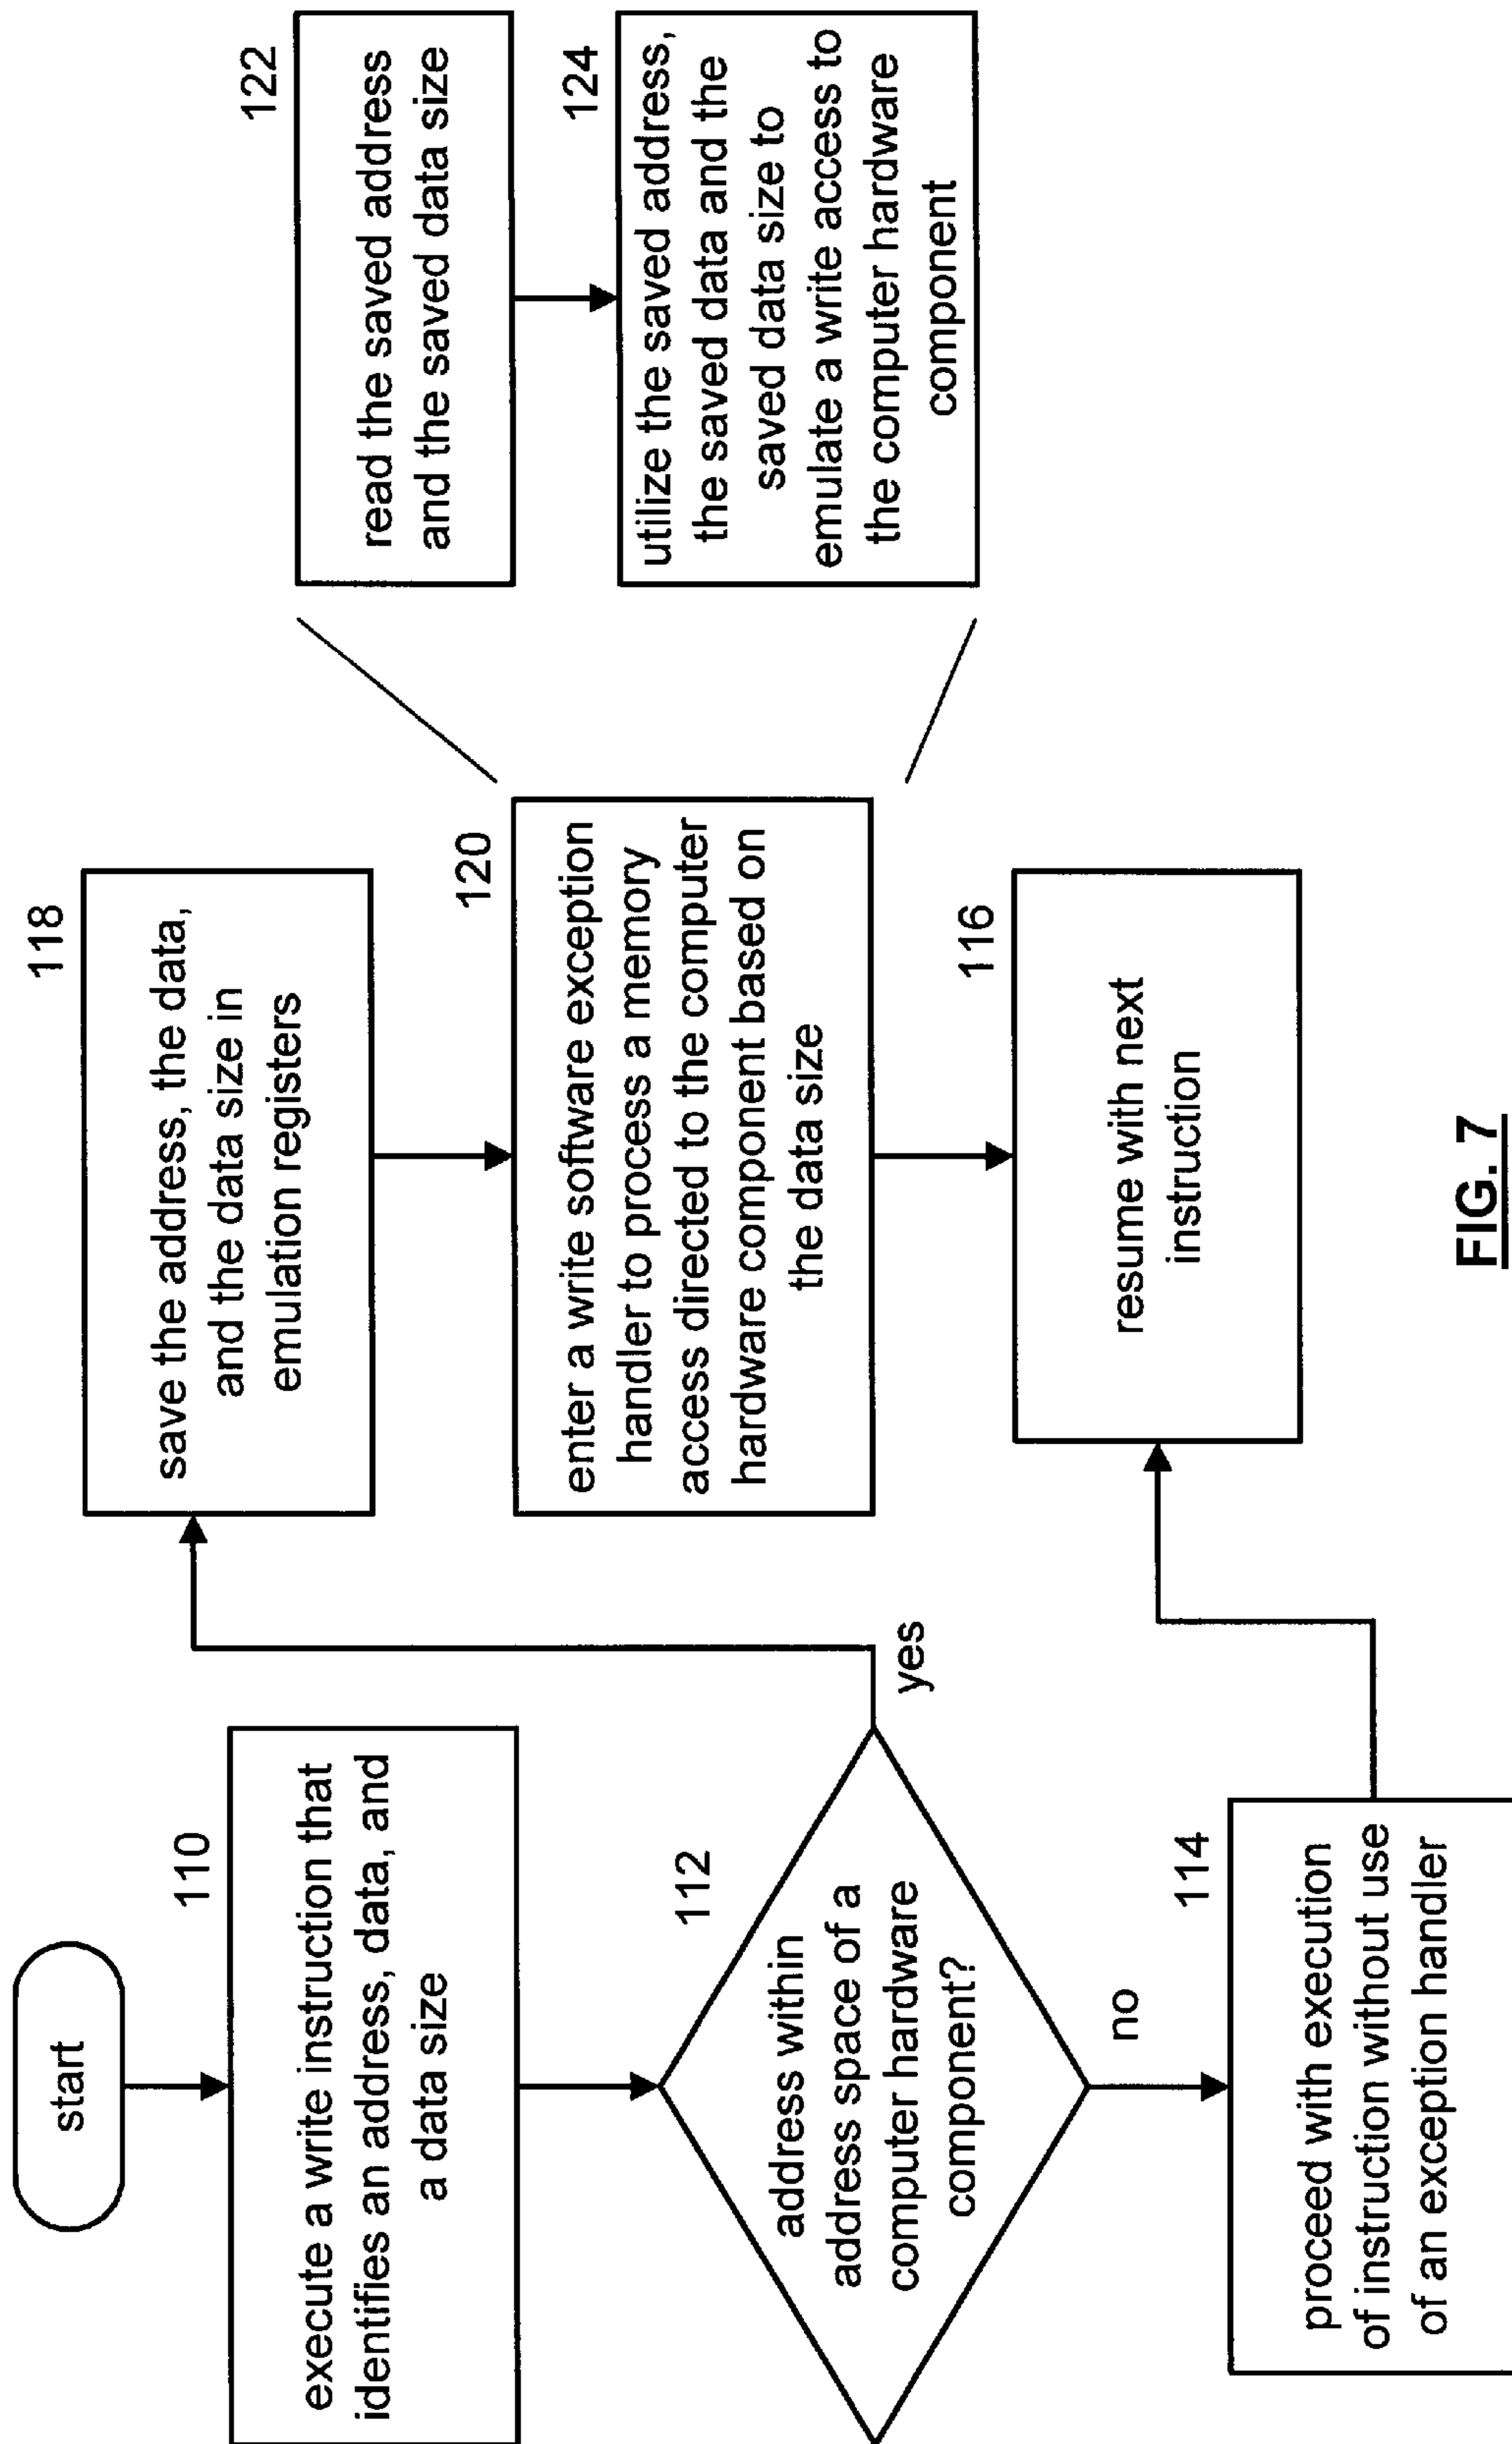 start
110
execute a write instruction that
identifies an address, data, and
a data size
112
address within
address space of a
computer hardware
component?
yes
no
114
proceed with execution
of instruction without use
of an exception handler
118
save the address, the data,
and the data size in
emulation registers
120
enter a write software exception
handler to process a memory
access directed to the computer
hardware component based on
the data size
116
resume with next
instruction
122
read the saved address
and the saved data size
124
utilize the saved address,
the saved data and the
saved data size to
emulate a write access to
the computer hardware
component
FIG. 7